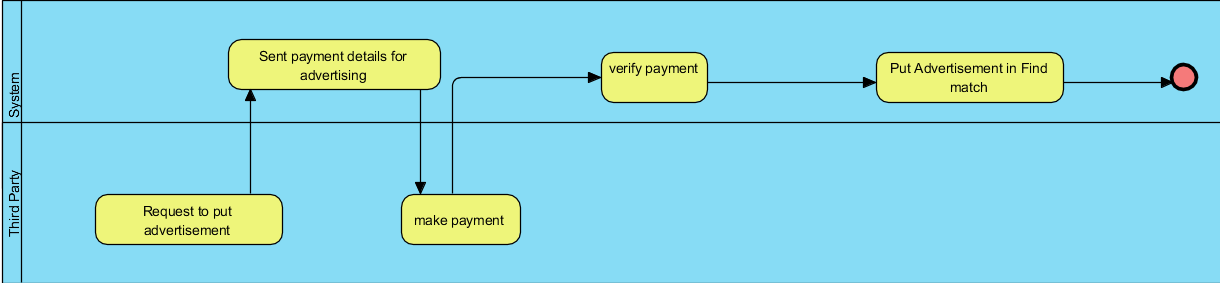 System
Sent payment details for
advertising
verify payment
Put Advertisement in Find
match
Third Party
Request to put
advertisement
make payment